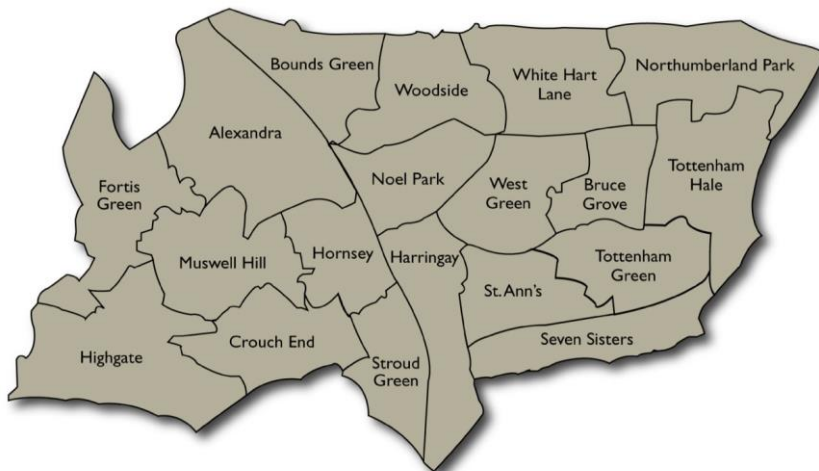 Bounds Green
Woodside
White Hart
Lane
Northumberland Park
Alexandra
Fortis
Green
Noel Park
West
Green
Bruce
Grove
Tottenham
Hale
Muswell Hill
Hornsey
Harringay
St. Ann's
Tottenham
Green
Highgate
Crouch End
Stroud
Green
Seven Sisters